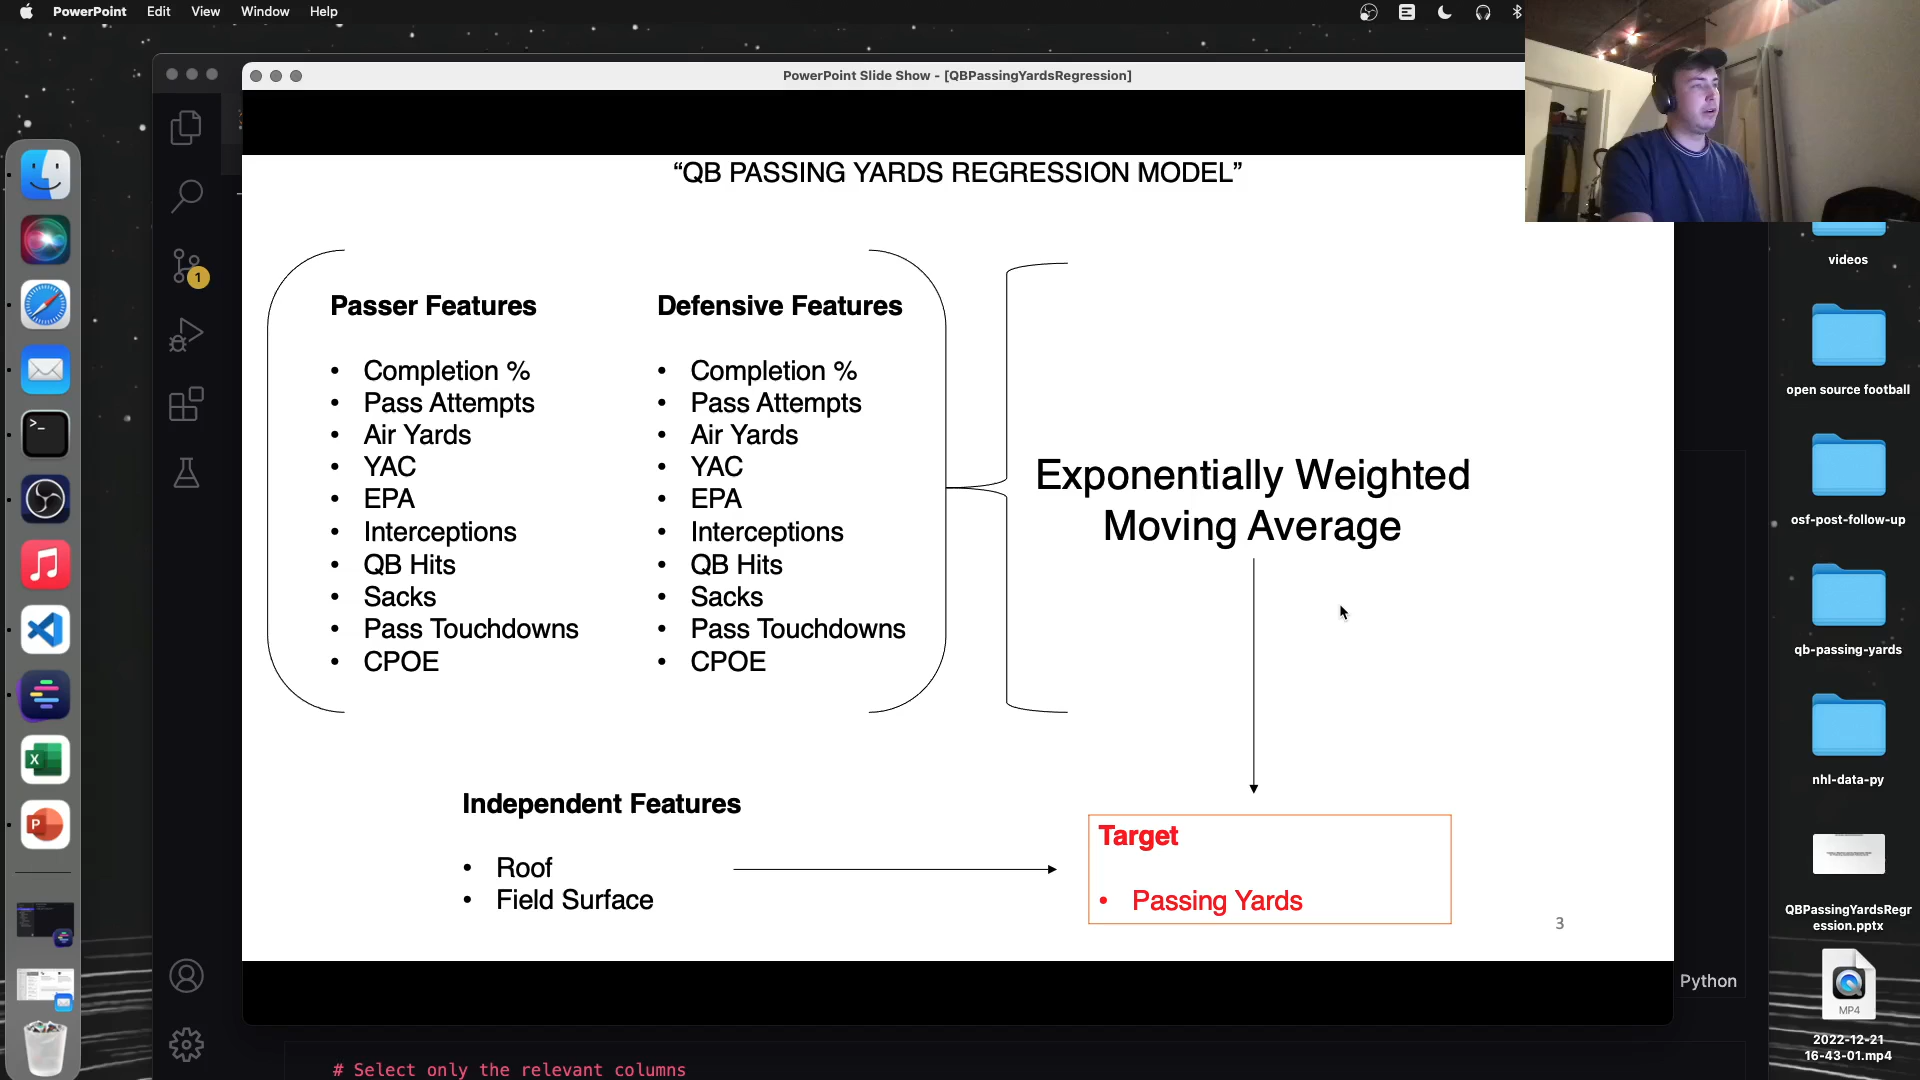 PowerPoint Edit View Window Help
PowerPoint Slide Show - [QBPassingYardsRegression]
“QB PASSING YARDS REGRESSION MODEL”
Passer Features
• Completion %
• Pass Attempts
• Air Yards
• YAC
• EPA
• Interceptions
• QB Hits
• Sacks
• Pass Touchdowns
• CPOE
Defensive Features
• Completion %
• Pass Attempts
• Air Yards
• YAC
• EPA
• Interceptions
• QB Hits
• Sacks
• Pass Touchdowns
• CPOE
Exponentially Weighted
Moving Average
Independent Features
• Roof
• Field Surface
Target
• Passing Yards
3
1
Python
# Select only the relevant columns
videos
open source football
osf-post-follow-up
qb-passing-yards
nhl-data-py
QBPassingYardsRegr
ession.pptx
MP4
2022-12-21
16-43-01.mp4